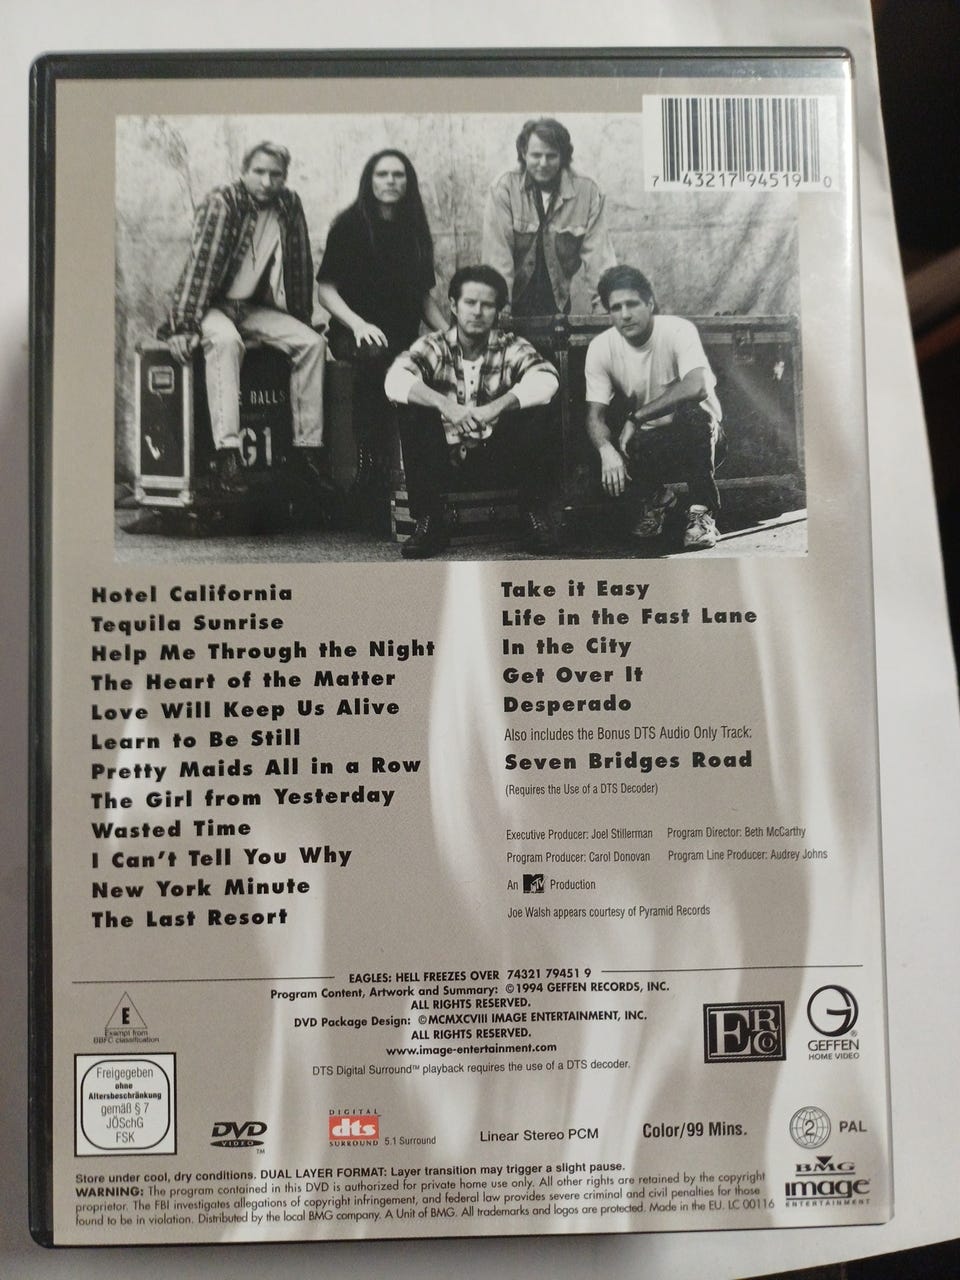 7 43217 94519 0
E BALLS
G1
Hotel California
Tequila Sunrise
Help Me Through the Night
The Heart of the Matter
Love Will Keep Us Alive
Learn to Be Still
Pretty Maids All in a Row
The Girl from Yesterday
Wasted Time
I Can't Tell You Why
New York Minute
The Last Resort
Take it Easy
Life in the Fast Lane
In the City
Get Over It
Desperado
Also includes the Bonus DTS Audio Only Track:
Seven Bridges Road
(Requires the Use of a DTS Decoder)
Executive Producer: Joel Stillerman Program Director: Beth McCarthy
Program Producer: Carol Donovan Program Line Producer: Audrey Johns
An MTV Production
Joe Walsh appears courtesy of Pyramid Records
EAGLES: HELL FREEZES OVER 74321 79451 9
Program Content, Artwork and Summary: ©1994 GEFFEN RECORDS, INC.
ALL RIGHTS RESERVED.
DVD Package Design: ©MCMXCVIII IMAGE ENTERTAINMENT, INC.
ALL RIGHTS RESERVED.
www.image-entertainment.com
DTS Digital Surround™ playback requires the use of a DTS decoder.
E
Exempt from
BBFC classification
ERC
G®
GEFFEN
HOME VIDEO
Freigegeben
ohne
Altersbeschränkung
gemäß § 7
JÖSchG
FSK
DVD
VIDEO™
DIGITAL
dts
SURROUND 5.1 Surround
Linear Stereo PCM
Color/99 Mins.
2 PAL
BMG
image
ENTERTAINMENT
Store under cool, dry conditions. DUAL LAYER FORMAT: Layer transition may trigger a slight pause.
WARNING: The program contained in this DVD is authorized for private home use only. All other rights are retained by the copyright
proprietor. The FBI investigates allegations of copyright infringement, and federal law provides severe criminal and civil penalties for those
found to be in violation. Distributed by the local BMG company. A Unit of BMG. All trademarks and logos are protected. Made in the EU. LC 00116